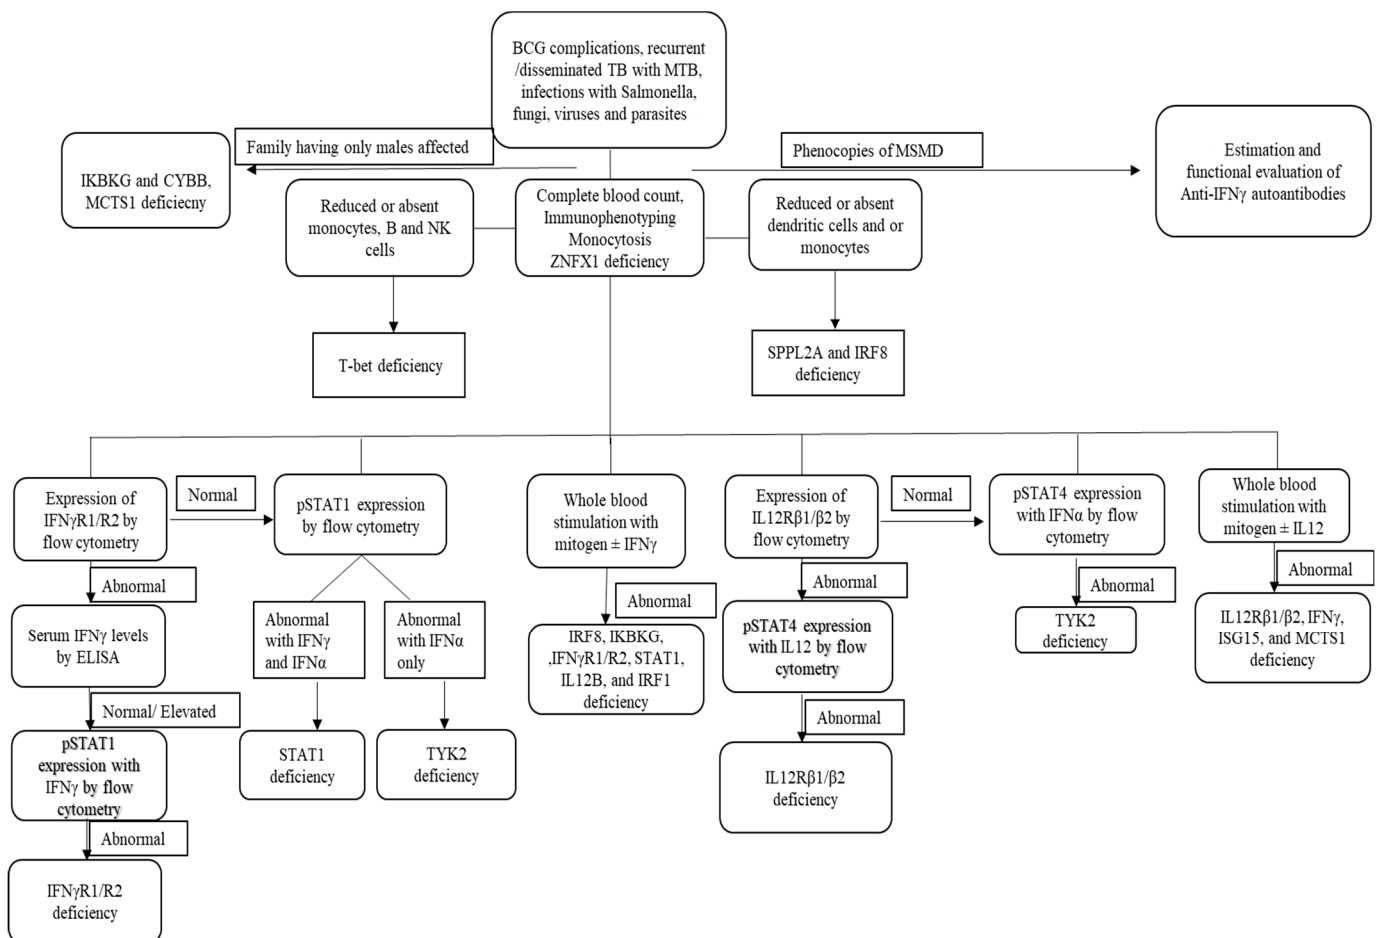 BCG complications, recurrent
/disseminated TB with MTB,
infections with Salmonella,
fungi, viruses and parasites
Family having only males affected
Phenocopies of MSMD
IKBKG and CYBB,
MCTS1 deficiecny
Estimation and
functional evaluation of
Anti-IFNγ autoantibodies
Reduced or absent
monocytes, B and NK
cells
Complete blood count,
Immunophenotyping
Monocytosis
ZNFX1 deficiency
Reduced or absent
dendritic cells and or
monocytes
T-bet deficiency
SPPL2A and IRF8
deficiency
Expression of
IFNγR1/R2 by
flow cytometry
Normal
pSTAT1 expression
by flow cytometry
Whole blood
stimulation with
mitogen ± IFNγ
Expression of
IL12Rβ1/β2 by
flow cytometry
Normal
pSTAT4 expression
with IFNα by flow
cytometry
Whole blood
stimulation with
mitogen ± IL12
Abnormal
Abnormal
Abnormal
Abnormal
Abnormal
Serum IFNγ levels
by ELISA
Abnormal
with IFNγ
and IFNα
Abnormal
with IFNα
only
IRF8, IKBKG,
,IFNγR1/R2, STAT1,
IL12B, and IRF1
deficiency
pSTAT4 expression
with IL12 by flow
cytometry
TYK2
deficiency
IL12Rβ1/β2, IFNγ,
ISG15, and MCTS1
deficiency
Normal/ Elevated
Abnormal
pSTAT1
expression with
IFNγ by flow
cytometry
STAT1
deficiency
TYK2
deficiency
IL12Rβ1/β2
deficiency
Abnormal
IFNγR1/R2
deficiency